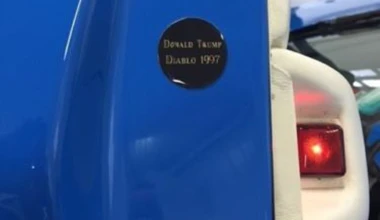 Donald Trump
Diablo 1997